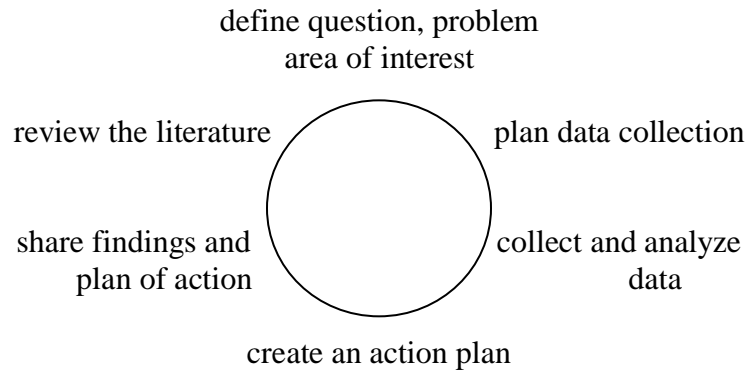 define question, problem
area of interest
review the literature
plan data collection
share findings and
plan of action
collect and analyze
data
create an action plan